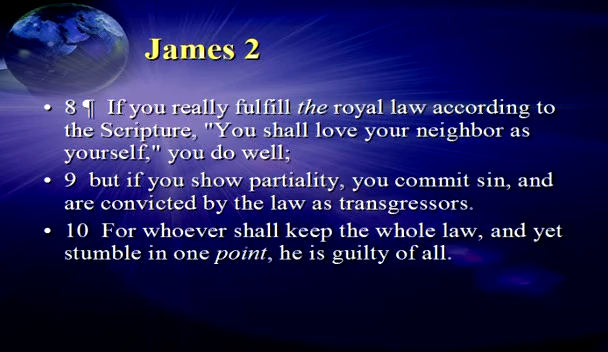 James 2
• 8 ¶ If you really fulfill the royal law according to
the Scripture, "You shall love your neighbor as
yourself," you do well;
• 9 but if you show partiality, you commit sin, and
are convicted by the law as transgressors.
• 10 For whoever shall keep the whole law, and yet
stumble in one point, he is guilty of all.